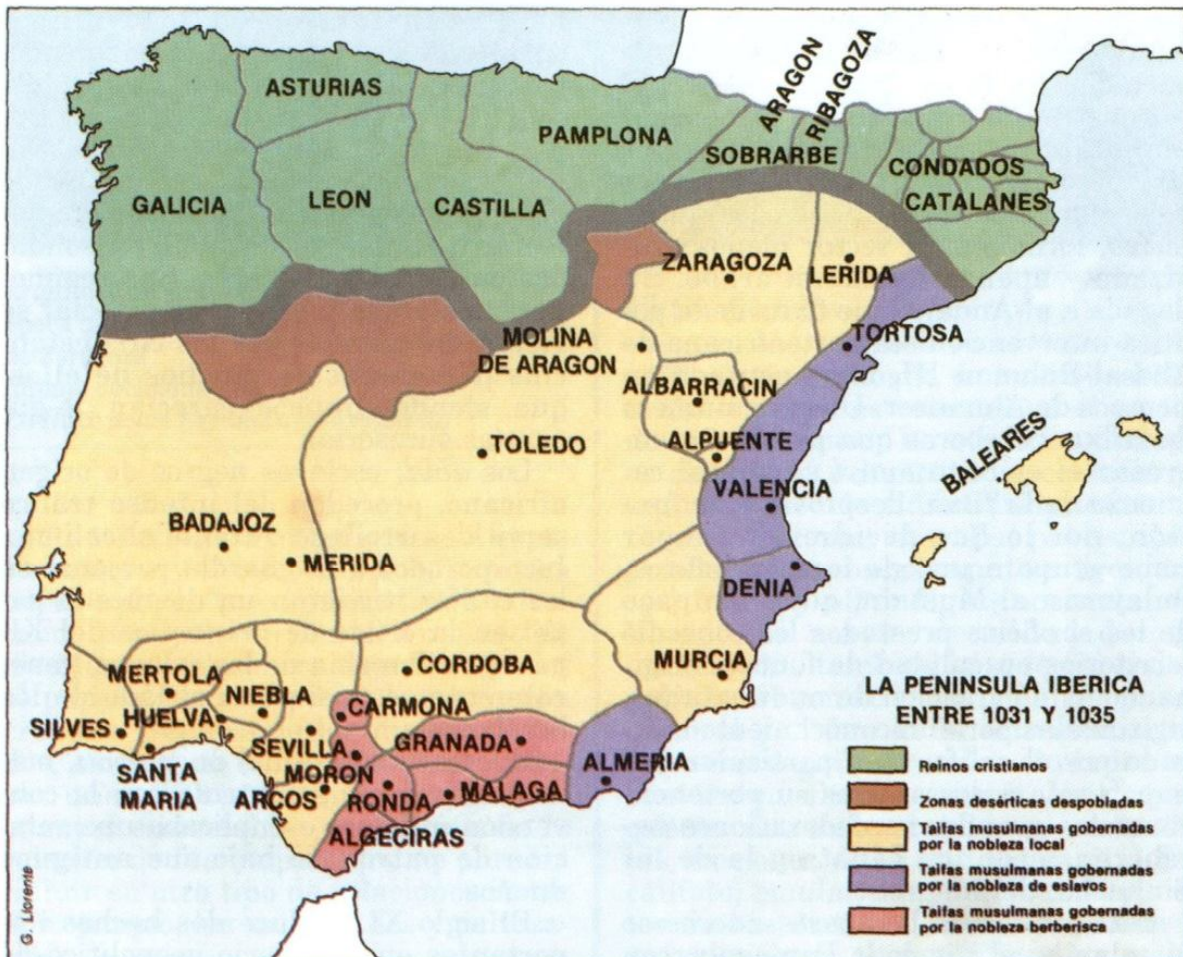 ASTURIAS
ARAGON
RIBAGOZA
PAMPLONA
SOBRARBE
CONDADOS
CATALANES
GALICIA
LEON
CASTILLA
ZARAGOZA
LERIDA
MOLINA
DE ARAGON
TORTOSA
ALBARRACIN
TOLEDO
ALPUENTE
BALEARES
VALENCIA
BADAJOZ
MERIDA
DENIA
CORDOBA
MURCIA
MERTOLA
NIEBLA
CARMONA
SILVES
HUELVA
SEVILLA
GRANADA
ALMERIA
SANTA
MARIA
MORON
ARCOS
RONDA
MALAGA
ALGECIRAS
LA PENINSULA IBERICA
ENTRE 1031 Y 1035
Reinos cristianos
Zonas desérticas despobladas
Taifas musulmanas gobernadas
por la nobleza local
Taifas musulmanas gobernadas
por la nobleza de eslavos
Taifas musulmanas gobernadas
por la nobleza berberisca
G. Llorente